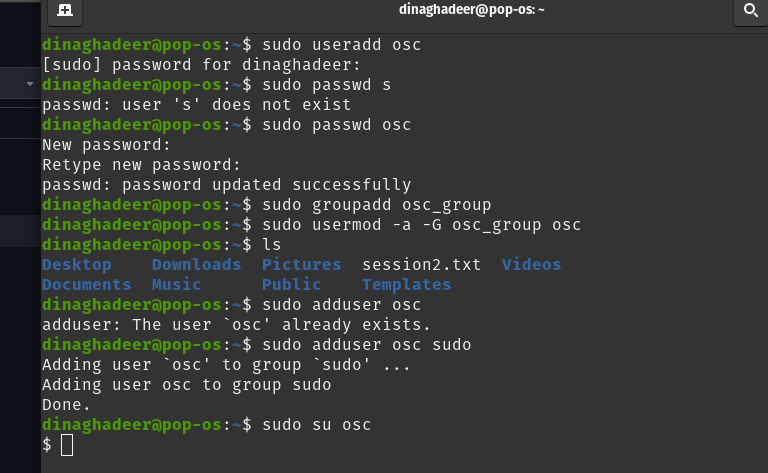 dinaghadeer@pop-os: ~
dinaghadeer@pop-os:~$ sudo useradd osc
[sudo] password for dinaghadeer:
dinaghadeer@pop-os:~$ sudo passwd s
passwd: user 's' does not exist
dinaghadeer@pop-os:~$ sudo passwd osc
New password:
Retype new password:
passwd: password updated successfully
dinaghadeer@pop-os:~$ sudo groupadd osc_group
dinaghadeer@pop-os:~$ sudo usermod -a -G osc_group osc
dinaghadeer@pop-os:~$ ls
Desktop    Downloads  Pictures  session2.txt  Videos
Documents  Music      Public    Templates
dinaghadeer@pop-os:~$ sudo adduser osc
adduser: The user `osc' already exists.
dinaghadeer@pop-os:~$ sudo adduser osc sudo
Adding user `osc' to group `sudo' ...
Adding user osc to group sudo
Done.
dinaghadeer@pop-os:~$ sudo su osc
$